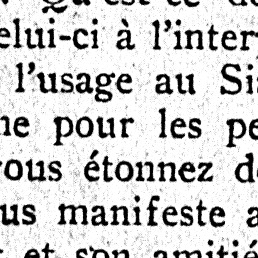 elui-ci à l'inter
l'usage au Si
ne pour les pe
vous étonnez d
us manifeste a
et son amitié